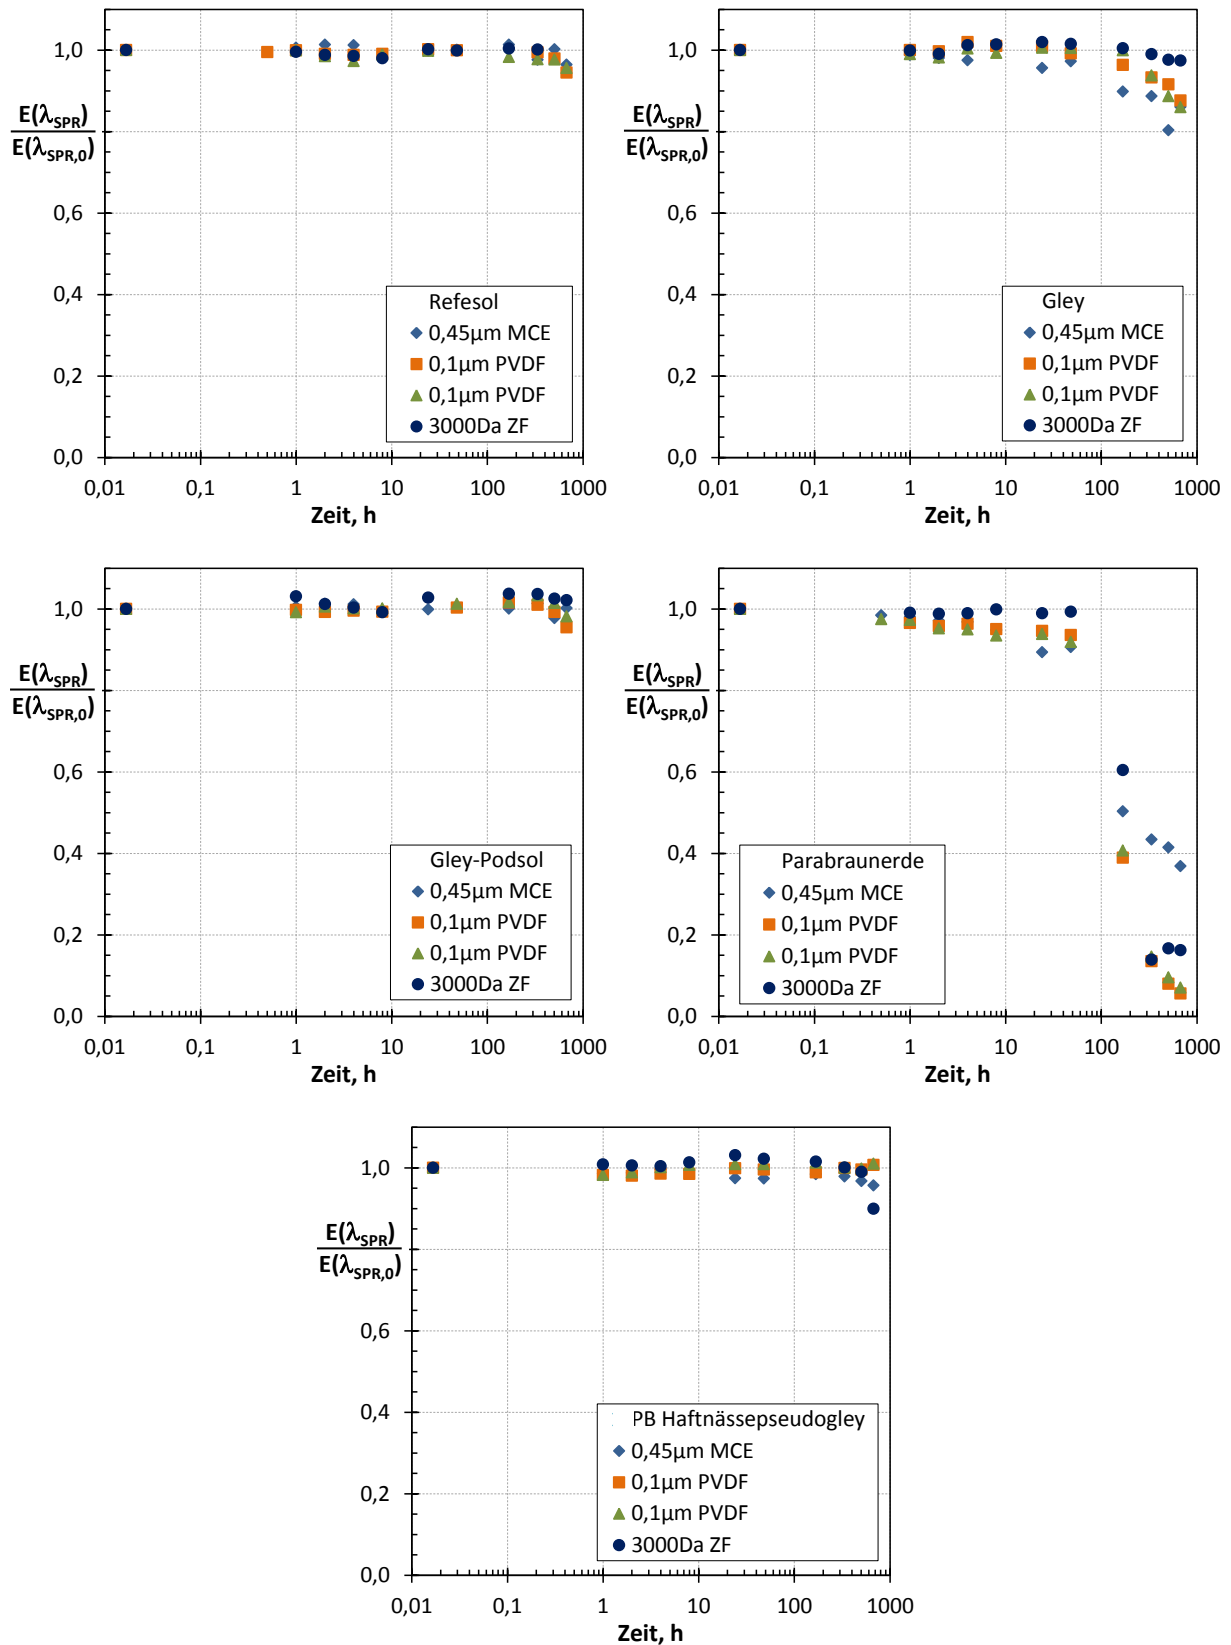 1,0
E(λSPR)
E(λSPR,0)
0,6
0,4
0,2
0,0
Refesol
0,45µm MCE
0,1µm PVDF
0,1µm PVDF
3000Da ZF
0,01 0,1 1 10 100 1000
Zeit, h
1,0
E(λSPR)
E(λSPR,0)
0,6
0,4
0,2
0,0
Gley
0,45µm MCE
0,1µm PVDF
0,1µm PVDF
3000Da ZF
0,01 0,1 1 10 100 1000
Zeit, h
1,0
E(λSPR)
E(λSPR,0)
0,6
0,4
0,2
0,0
Gley-Podsol
0,45µm MCE
0,1µm PVDF
0,1µm PVDF
3000Da ZF
0,01 0,1 1 10 100 1000
Zeit, h
1,0
E(λSPR)
E(λSPR,0)
0,6
0,4
0,2
0,0
Parabraunerde
0,45µm MCE
0,1µm PVDF
0,1µm PVDF
3000Da ZF
0,01 0,1 1 10 100 1000
Zeit, h
1,0
E(λSPR)
E(λSPR,0)
0,6
0,4
0,2
0,0
PB Haftnässepseudogley
0,45µm MCE
0,1µm PVDF
0,1µm PVDF
3000Da ZF
0,01 0,1 1 10 100 1000
Zeit, h